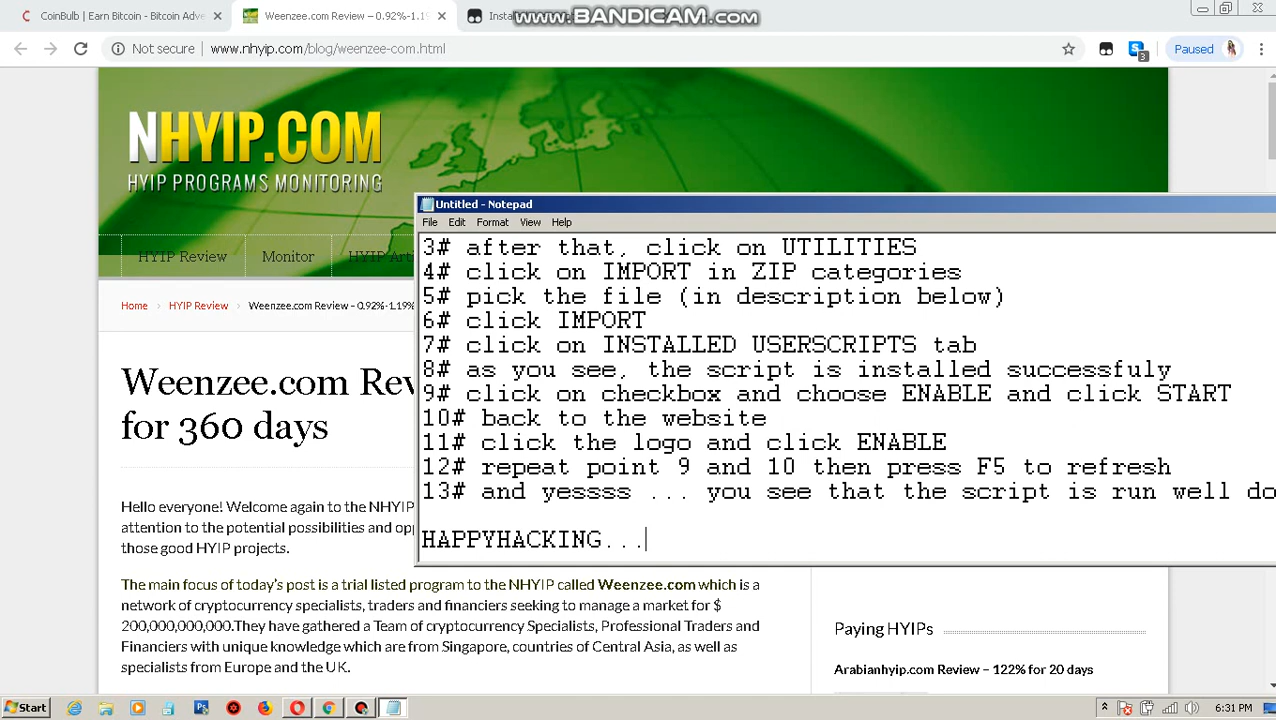 CoinBulb | Earn Bitcoin - Bitcoin Adve
Weenzee.com Review – 0.92%-1.19
Instal
www.BANDICAM.com
Not secure
www.nhyip.com/blog/weenzee-com.html
3
Paused
NHYIP.COM
HYIP PROGRAMS MONITORING
HYIP Review
Monitor
HYIP Arti
Home
HYIP Review
Weenzee.com Review – 0.92%-1.19%
Weenzee.com Rev
for 360 days
Hello everyone! Welcome again to the NHYIP
attention to the potential possibilities and opp
those good HYIP projects.
The main focus of today's post is a trial listed program to the NHYIP called Weenzee.com which is a
network of cryptocurrency specialists, traders and financiers seeking to manage a market for $
200,000,000,000.They have gathered a Team of cryptocurrency Specialists, Professional Traders and
Financiers with unique knowledge which are from Singapore, countries of Central Asia, as well as
specialists from Europe and the UK.
Untitled - Notepad
File Edit Format View Help
3# after that, click on UTILITIES
4# click on IMPORT in ZIP categories
5# pick the file (in description below)
6# click IMPORT
7# click on INSTALLED USERSCRIPTS tab
8# as you see, the script is installed successfuly
9# click on checkbox and choose ENABLE and click START
10# back to the website
11# click the logo and click ENABLE
12# repeat point 9 and 10 then press F5 to refresh
13# and yessss ... you see that the script is run well do
HAPPYHACKING...
Paying HYIPs
Arabianhyip.com Review – 122% for 20 days
Start
6:31 PM